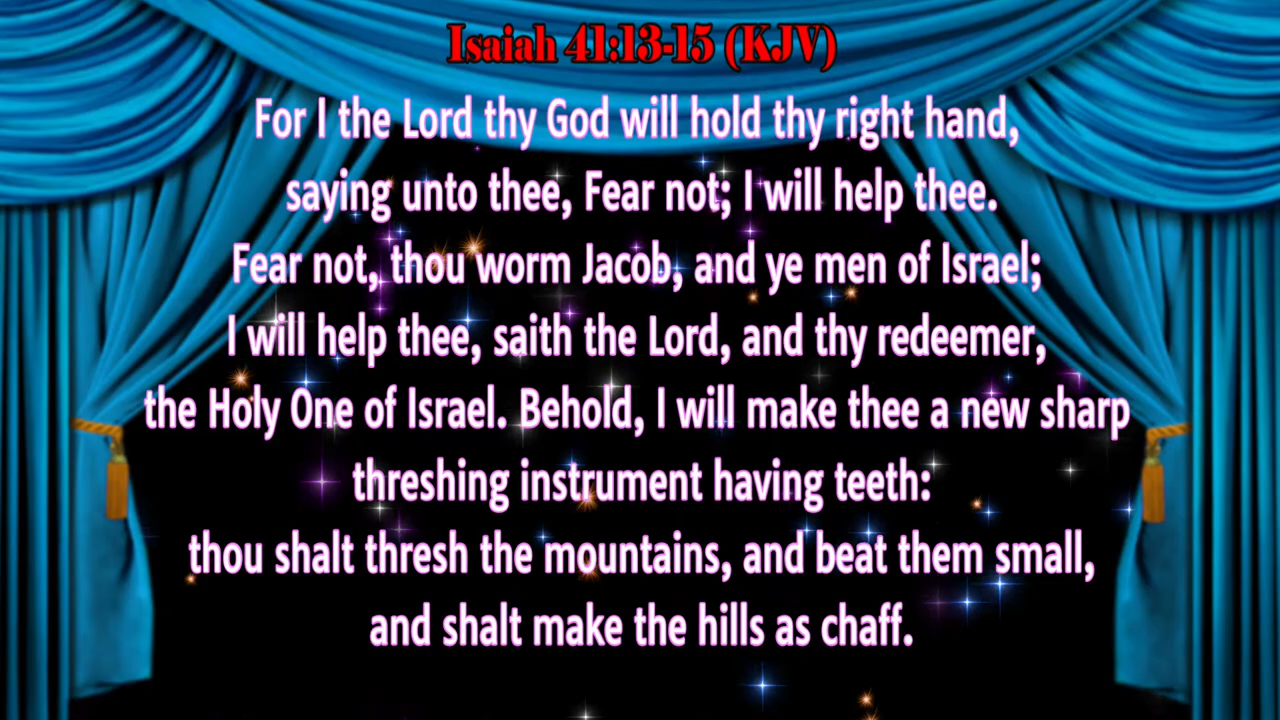 Isaiah 41:13-15 (KJV)
For I the Lord thy God will hold thy right hand,
saying unto thee, Fear not; I will help thee.
Fear not, thou worm Jacob, and ye men of Israel;
I will help thee, saith the Lord, and thy redeemer,
the Holy One of Israel. Behold, I will make thee a new sharp
threshing instrument having teeth:
thou shalt thresh the mountains, and beat them small,
and shalt make the hills as chaff.